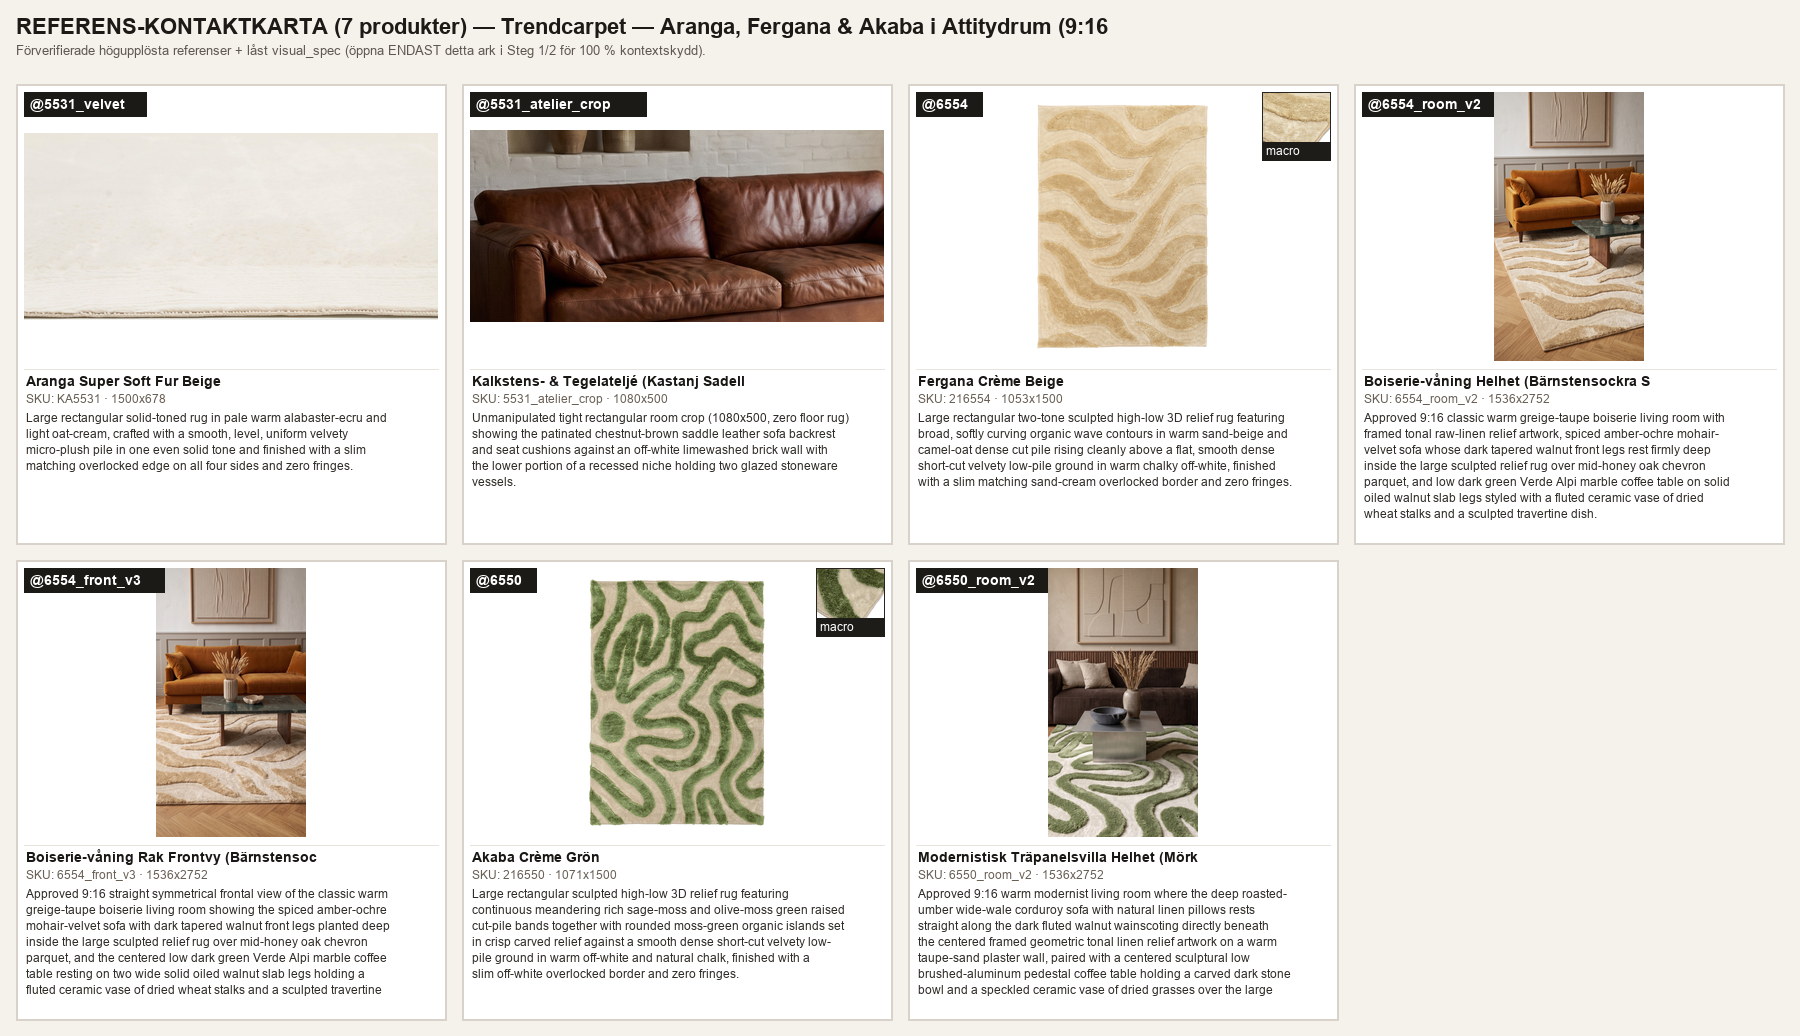 REFERENS-KONTAKTKARTA (7 produkter) — Trendcarpet — Aranga, Fergana & Akaba i Attitydrum (9:16
Förverifierade högupplösta referenser + låst visual_spec (öppna ENDAST detta ark i Steg 1/2 för 100 % kontextskydd).
@5531_velvet
Aranga Super Soft Fur Beige
SKU: KA5531 · 1500x678
Large rectangular solid-toned rug in pale warm alabaster-ecru and
light oat-cream, crafted with a smooth, level, uniform velvety
micro-plush pile in one even solid tone and finished with a slim
matching overlocked edge on all four sides and zero fringes.
@5531_atelier_crop
Kalkstens- & Tegelateljé (Kastanj Sadell
SKU: 5531_atelier_crop · 1080x500
Unmanipulated tight rectangular room crop (1080x500, zero floor rug)
showing the patinated chestnut-brown saddle leather sofa backrest
and seat cushions against an off-white limewashed brick wall with
the lower portion of a recessed niche holding two glazed stoneware
vessels.
@6554
macro
Fergana Crème Beige
SKU: 216554 · 1053x1500
Large rectangular two-tone sculpted high-low 3D relief rug featuring
broad, softly curving organic wave contours in warm sand-beige and
camel-oat dense cut pile rising cleanly above a flat, smooth dense
short-cut velvety low-pile ground in warm chalky off-white, finished
with a slim matching sand-cream overlocked border and zero fringes.
@6554_room_v2
Boiserie-våning Helhet (Bärnstensockra S
SKU: 6554_room_v2 · 1536x2752
Approved 9:16 classic warm greige-taupe boiserie living room with
framed tonal raw-linen relief artwork, spiced amber-ochre mohair-
velvet sofa whose dark tapered walnut front legs rest firmly deep
inside the large sculpted relief rug over mid-honey oak chevron
parquet, and low dark green Verde Alpi marble coffee table on solid
oiled walnut slab legs styled with a fluted ceramic vase of dried
wheat stalks and a sculpted travertine dish.
@6554_front_v3
Boiserie-våning Rak Frontvy (Bärnstensoc
SKU: 6554_front_v3 · 1536x2752
Approved 9:16 straight symmetrical frontal view of the classic warm
greige-taupe boiserie living room showing the spiced amber-ochre
mohair-velvet sofa with dark tapered walnut front legs planted deep
inside the large sculpted relief rug over mid-honey oak chevron
parquet, and the centered low dark green Verde Alpi marble coffee
table resting on two wide solid oiled walnut slab legs holding a
fluted ceramic vase of dried wheat stalks and a sculpted travertine
@6550
macro
Akaba Crème Grön
SKU: 216550 · 1071x1500
Large rectangular sculpted high-low 3D relief rug featuring
continuous meandering rich sage-moss and olive-moss green raised
cut-pile bands together with rounded moss-green organic islands set
in crisp carved relief against a smooth dense short-cut velvety low-
pile ground in warm off-white and natural chalk, finished with a
slim off-white overlocked border and zero fringes.
@6550_room_v2
Modernistisk Träpanelsvilla Helhet (Mörk
SKU: 6550_room_v2 · 1536x2752
Approved 9:16 warm modernist living room where the deep roasted-
umber wide-wale corduroy sofa with natural linen pillows rests
straight along the dark fluted walnut wainscoting directly beneath
the centered framed geometric tonal linen relief artwork on a warm
taupe-sand plaster wall, paired with a centered sculptural low
brushed-aluminum pedestal coffee table holding a carved dark stone
bowl and a speckled ceramic vase of dried grasses over the large